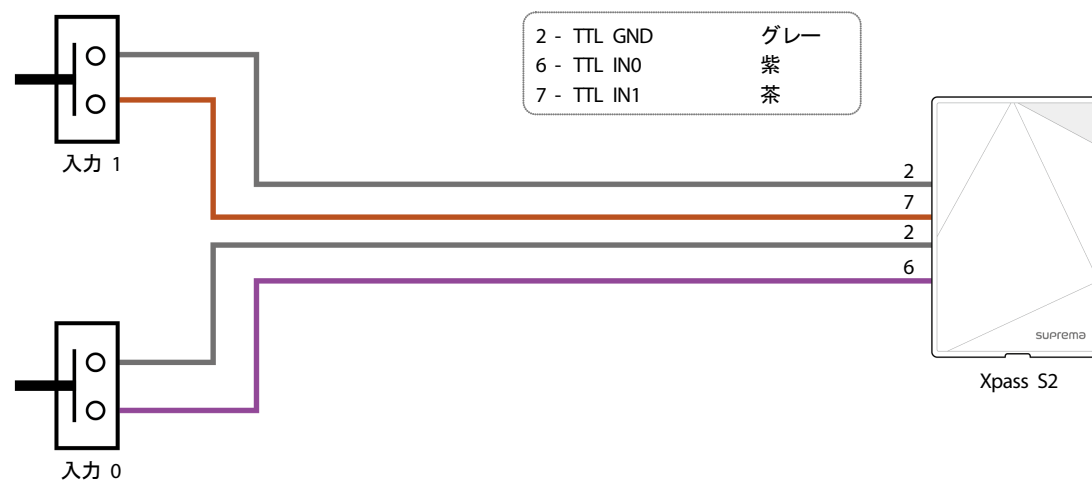 2 - TTL GND グレー
6 - TTL IN0 紫
7 - TTL IN1 茶
入力 1
2
7
2
6
suprema
Xpass S2
入力 0